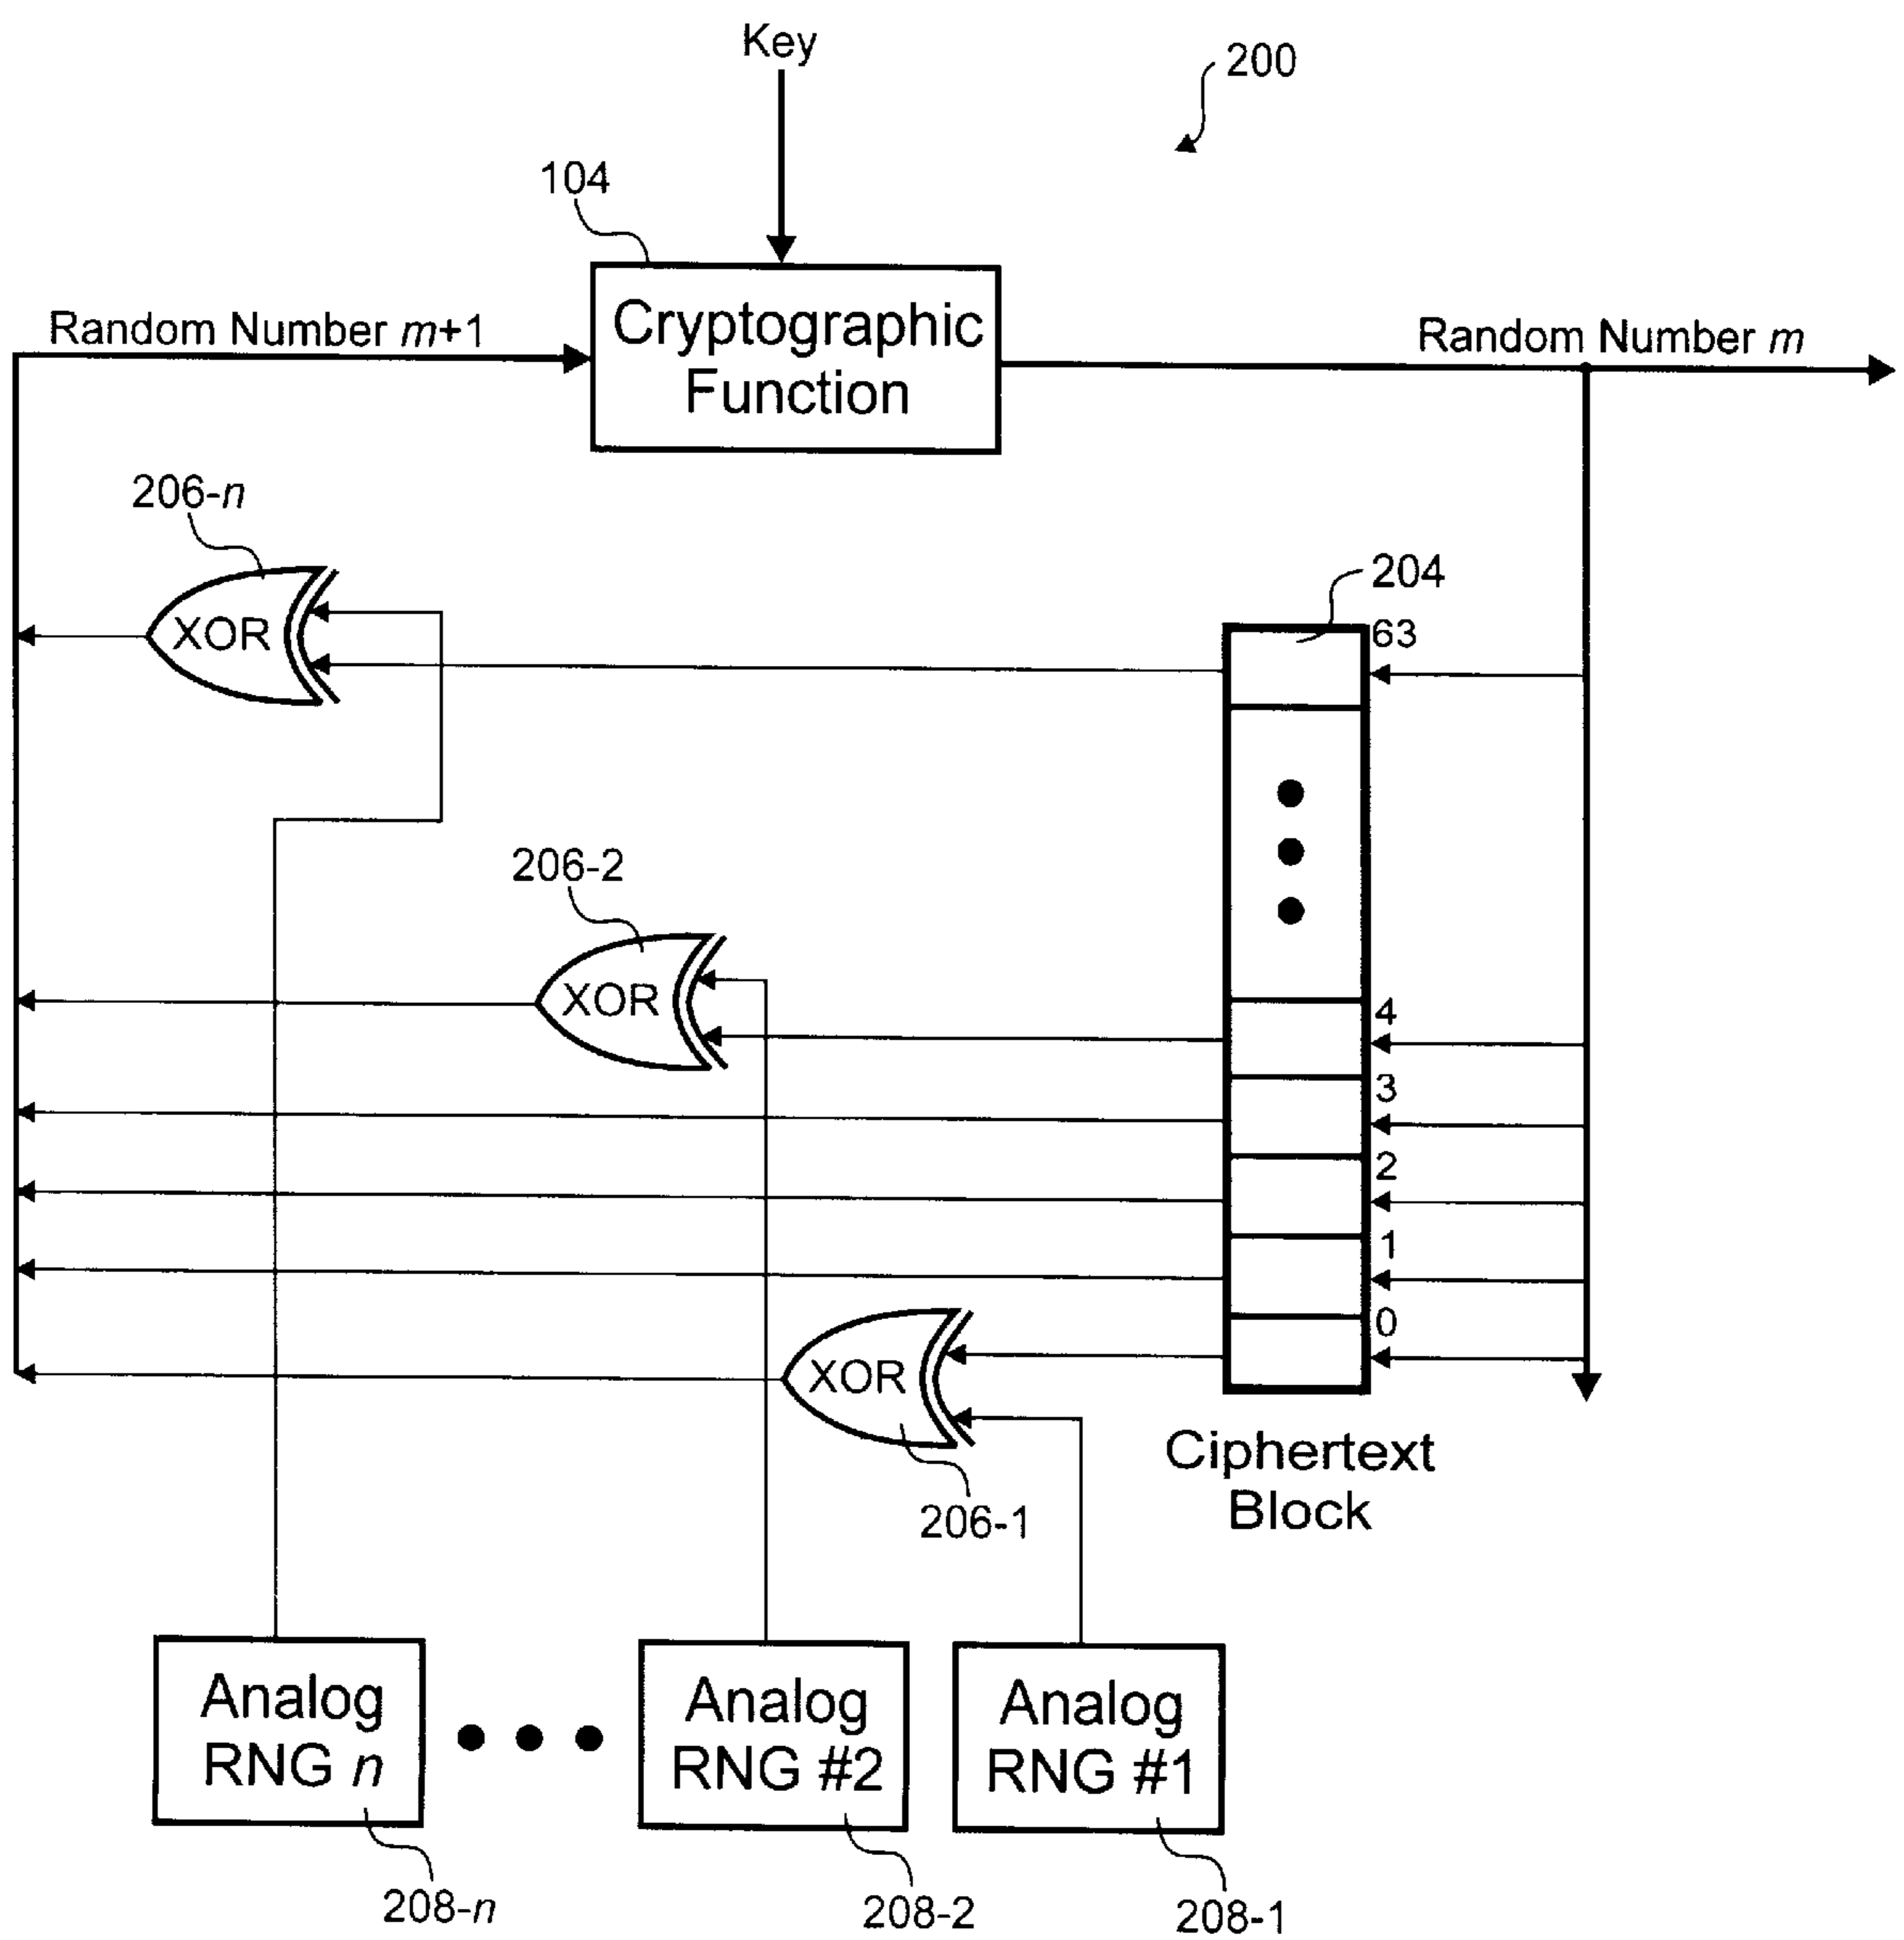 Key
200
104
Cryptographic
Function
Random Number m+1
Random Number m
206-n
XOR
204
63
206-2
XOR
4
3
2
1
0
XOR
206-1
Ciphertext
Block
Analog
RNG n
Analog
RNG #2
Analog
RNG #1
208-n
208-2
208-1